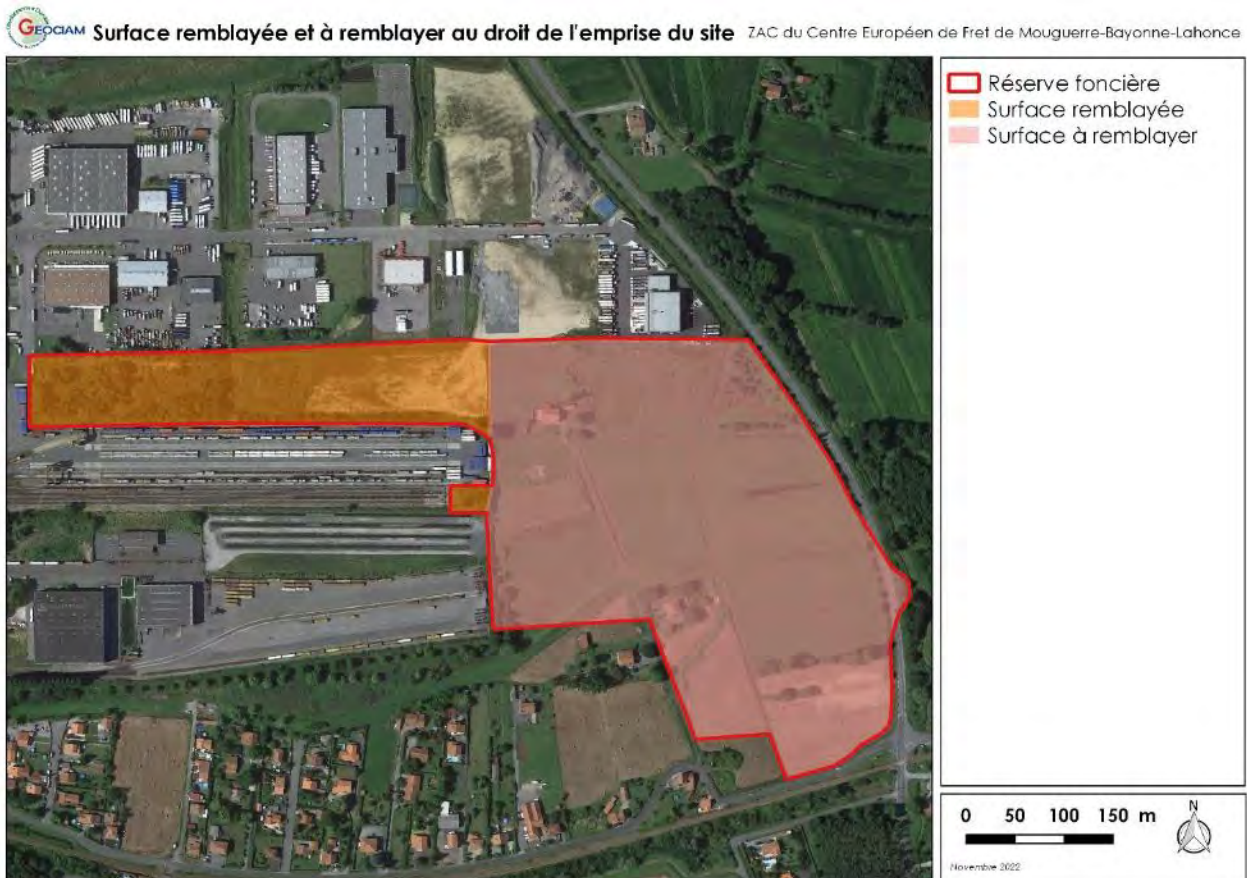 GEOCIAM Surface remblayée et à remblayer au droit de l'emprise du site ZAC du Centre Européen de Fret de Mouguerre-Bayonne-Lahonce
Réserve foncière
Surface remblayée
Surface à remblayer
0 50 100 150 m
N
Novembre 2022